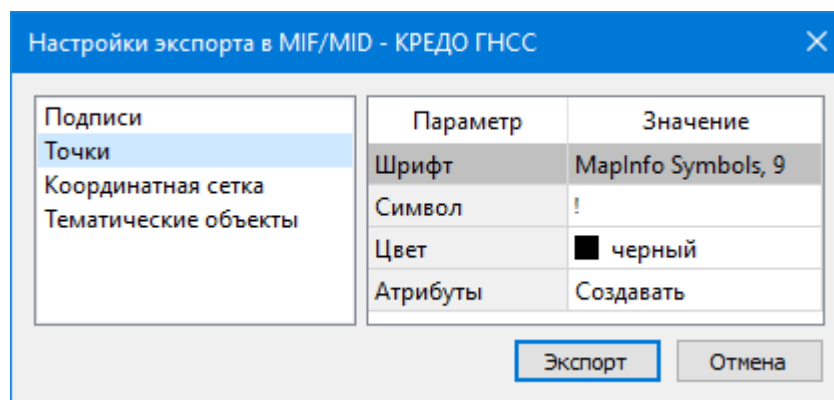 Настройки экспорта в MIF/MID - КРЕДО ГНСС
Подписи
Точки
Координатная сетка
Тематические объекты
Параметр Значение
Шрифт MapInfo Symbols, 9
Символ !
Цвет черный
Атрибуты Создавать
Экспорт Отмена